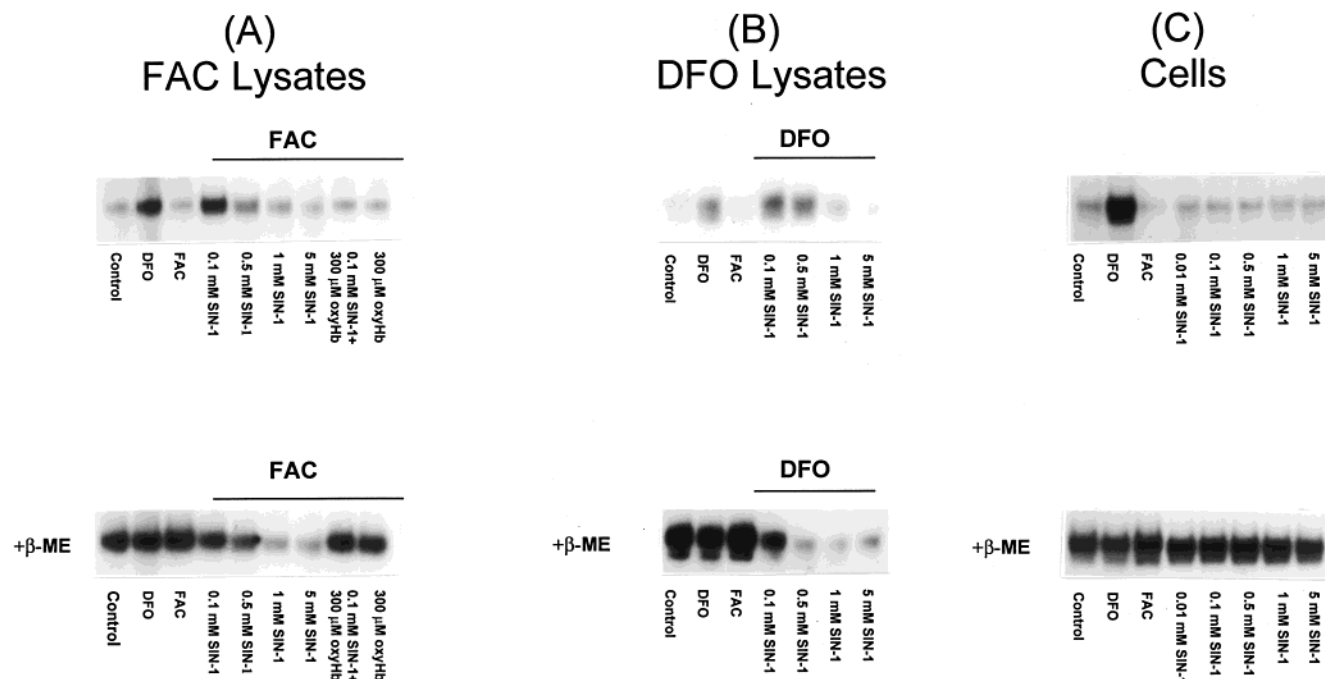 (A)
FAC Lysates
(B)
DFO Lysates
(C)
Cells
FAC
Control
DFO
FAC
0.1 mM SIN-1
0.5 mM SIN-1
1 mM SIN-1
5 mM SIN-1
0.1 mM SIN-1+
300 µM oxyHb
300 µM oxyHb
DFO
Control
DFO
FAC
0.1 mM SIN-1
0.5 mM SIN-1
1 mM SIN-1
5 mM SIN-1
Control
DFO
FAC
0.01 mM SIN-1
0.1 mM SIN-1
0.5 mM SIN-1
1 mM SIN-1
5 mM SIN-1
FAC
+β-ME
Control
DFO
FAC
0.1 mM SIN-1
0.5 mM SIN-1
1 mM SIN-1
5 mM SIN-1
0.1 mM SIN-1+
300 µM oxyHb
300 µM oxyHb
DFO
+β-ME
Control
DFO
FAC
0.1 mM SIN-1
0.5 mM SIN-1
1 mM SIN-1
5 mM SIN-1
+β-ME
Control
DFO
FAC
0.01 mM SIN-1
0.1 mM SIN-1
0.5 mM SIN-1
1 mM SIN-1
5 mM SIN-1